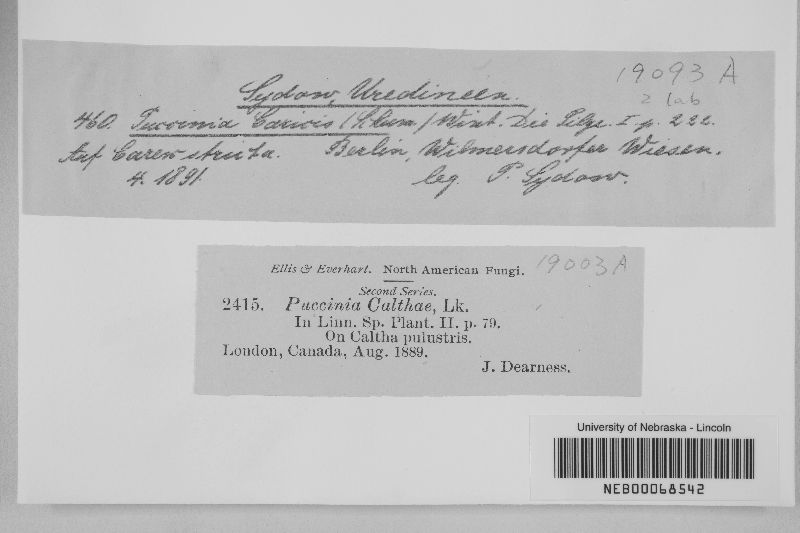 19093 A
2 lab
Sydow, Uredineen.
460. Puccinia Caricis (Schum.) Wint. Die Pilze. I p. 222.
Auf Carex stricta. Berlin, Wilmersdorfer Wiesen.
4. 1891. leg. P. Sydow.
Ellis & Everhart. North American Fungi.
19003 A
Second Series.
2415. Puccinia Calthae, Lk.
In Linn. Sp. Plant. II. p. 79.
On Caltha palustris.
London, Canada, Aug. 1889.
J. Dearness.
University of Nebraska - Lincoln
NEB00068542